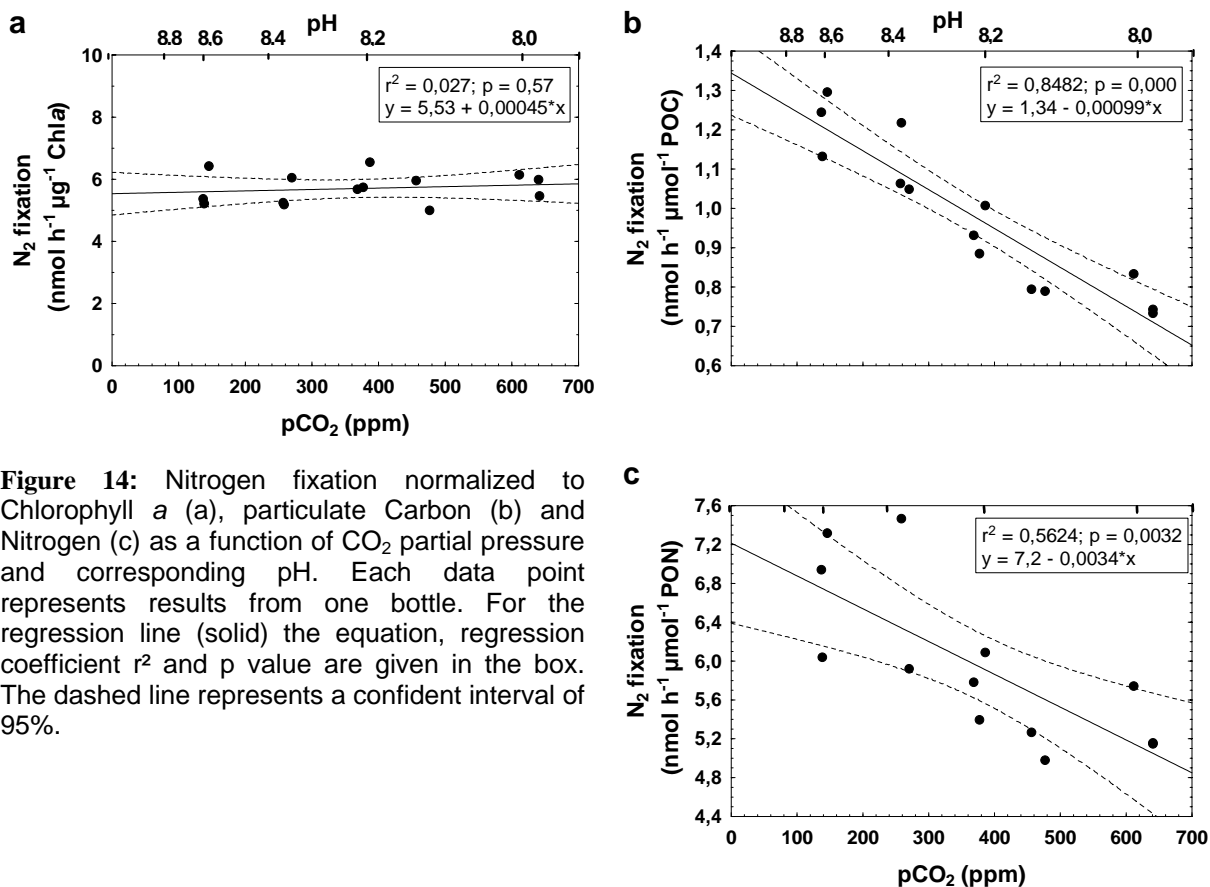 a
pH
8.8 8.6 8.4 8.2 8.0
10
8
6
4
2
0
r² = 0,027; p = 0,57
y = 5,53 + 0,00045*x
N₂ fixation
(nmol h⁻¹ µg⁻¹ Chla)
0 100 200 300 400 500 600 700
pCO₂ (ppm)
b
pH
8.8 8.6 8.4 8.2 8.0
1,4
1,3
1,2
1,1
1,0
0,9
0,8
0,7
0,6
r² = 0,8482; p = 0,000
y = 1,34 - 0,00099*x
N₂ fixation
(nmol h⁻¹ µmol⁻¹ POC)
Figure 14: Nitrogen fixation normalized to
Chlorophyll a (a), particulate Carbon (b) and
Nitrogen (c) as a function of CO₂ partial pressure
and corresponding pH. Each data point
represents results from one bottle. For the
regression line (solid) the equation, regression
coefficient r² and p value are given in the box.
The dashed line represents a confident interval of
95%.
c
7,6
7,2
6,8
6,4
6,0
5,6
5,2
4,8
4,4
r² = 0,5624; p = 0,0032
y = 7,2 - 0,0034*x
N₂ fixation
(nmol h⁻¹ µmol⁻¹ PON)
0 100 200 300 400 500 600 700
pCO₂ (ppm)